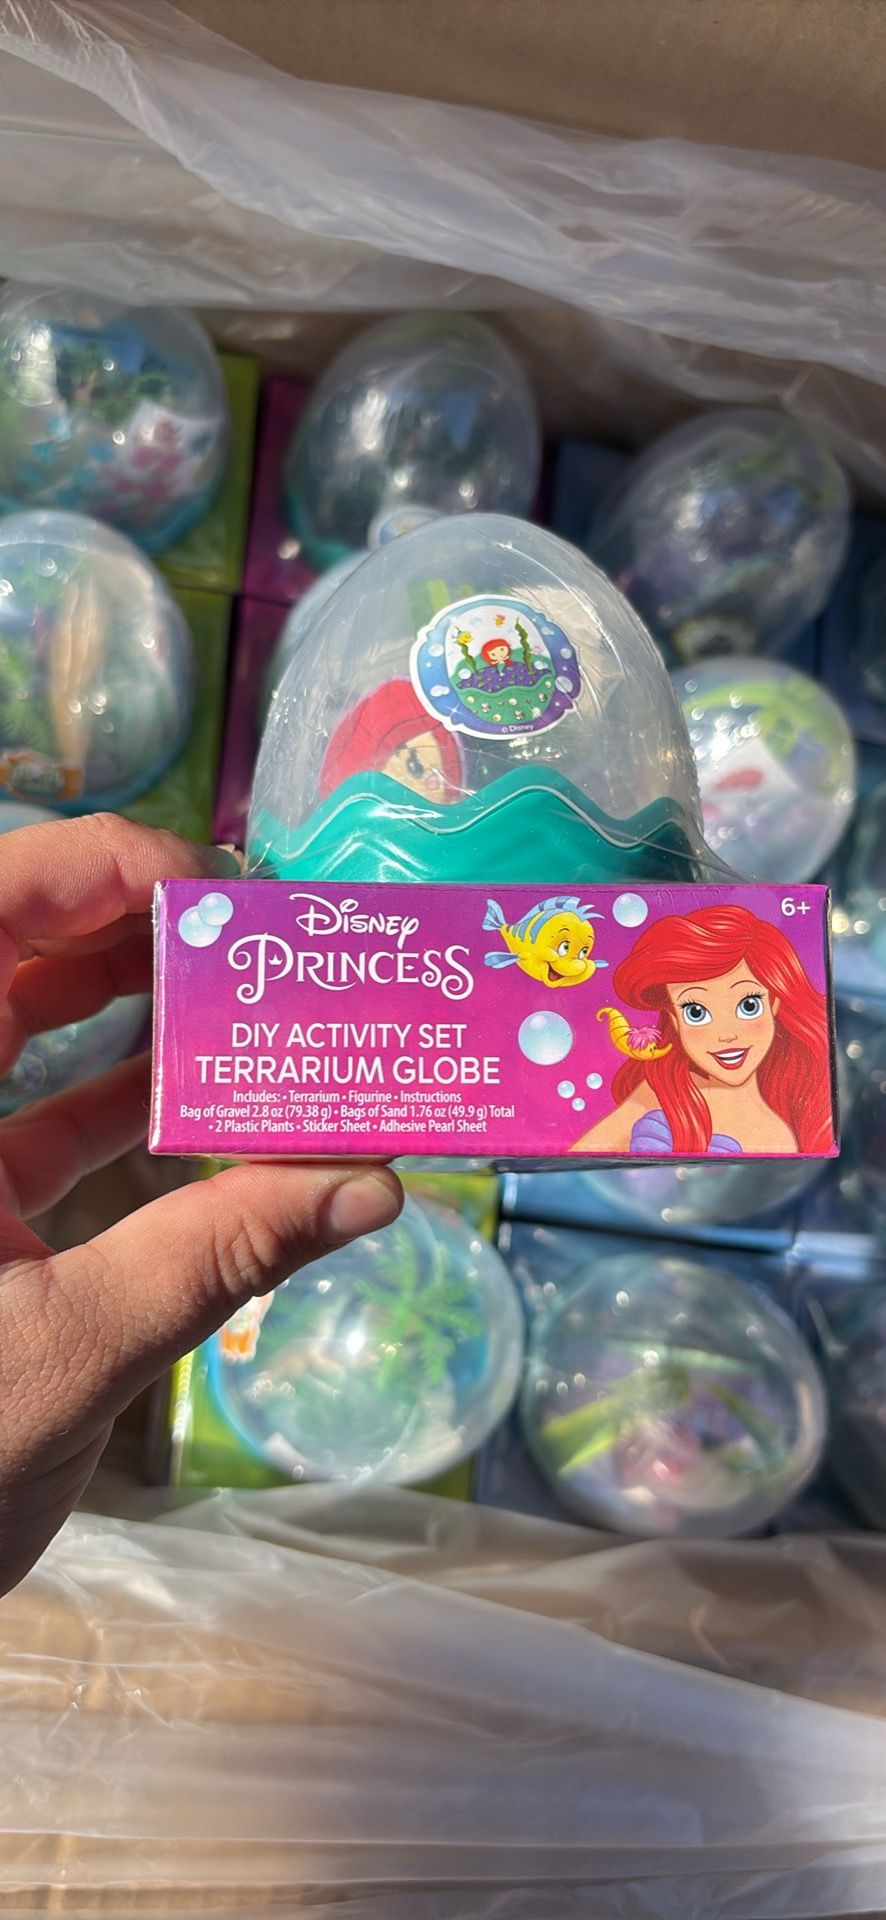 © Disney
6+
DISNEY
PRINCESS
DIY ACTIVITY SET
TERRARIUM GLOBE
Includes: • Terrarium • Figurine • Instructions
Bag of Gravel 2.8 oz (79.38 g) • Bags of Sand 1.76 oz (49.9 g) Total
• 2 Plastic Plants • Sticker Sheet • Adhesive Pearl Sheet